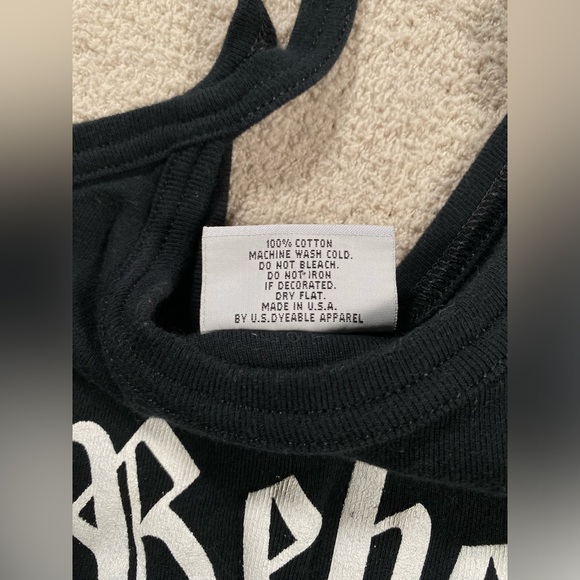 100% COTTON
MACHINE WASH COLD.
DO NOT BLEACH.
DO NOT IRON
IF DECORATED.
DRY FLAT.
MADE IN U.S.A.
BY U.S.DYEABLE APPAREL